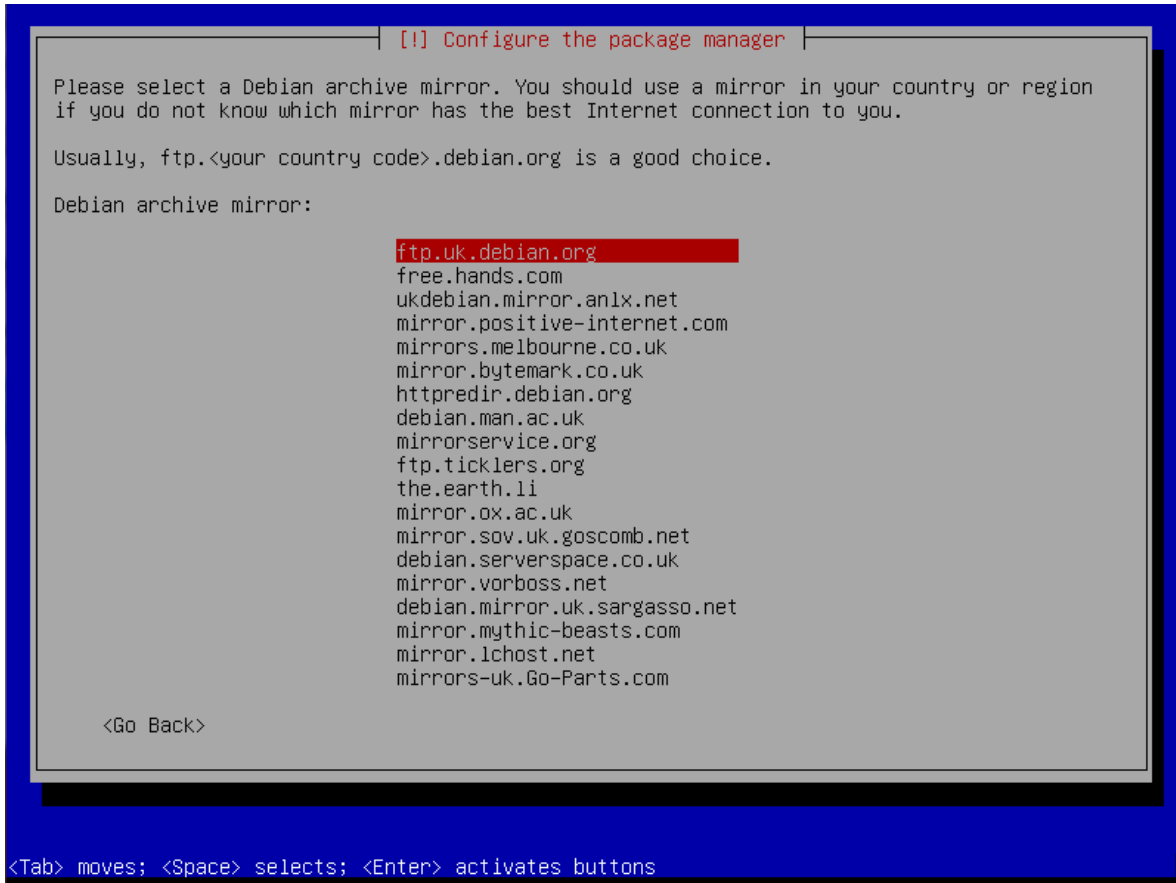 [!] Configure the package manager
Please select a Debian archive mirror. You should use a mirror in your country or region
if you do not know which mirror has the best Internet connection to you.
Usually, ftp.<your country code>.debian.org is a good choice.
Debian archive mirror:
ftp.uk.debian.org
free.hands.com
ukdebian.mirror.anlx.net
mirror.positive-internet.com
mirrors.melbourne.co.uk
mirror.bytemark.co.uk
httpredir.debian.org
debian.man.ac.uk
mirrorservice.org
ftp.ticklers.org
the.earth.li
mirror.ox.ac.uk
mirror.sov.uk.goscomb.net
debian.serverspace.co.uk
mirror.vorboss.net
debian.mirror.uk.sargasso.net
mirror.mythic-beasts.com
mirror.lchost.net
mirrors-uk.Go-Parts.com
<Go Back>
<Tab> moves; <Space> selects; <Enter> activates buttons